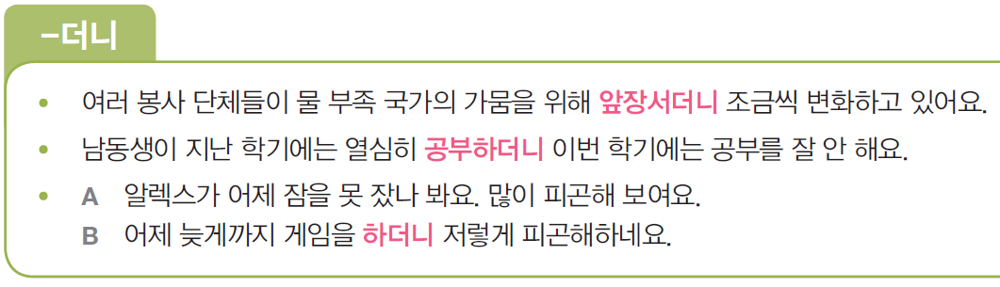 -더니
• 여러 봉사 단체들이 물 부족 국가의 가뭄을 위해 앞장서더니 조금씩 변화하고 있어요.
• 남동생이 지난 학기에는 열심히 공부하더니 이번 학기에는 공부를 잘 안 해요.
• A 알렉스가 어제 잠을 못 잤나 봐요. 많이 피곤해 보여요.
B 어제 늦게까지 게임을 하더니 저렇게 피곤해하네요.